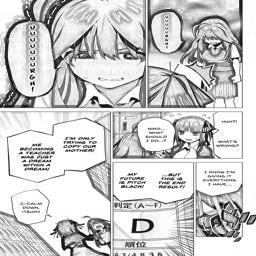 HUH?!
WHAT'S
WRONG?
NINO...
WHAT
SHOULD
I DO...?
I'M ONLY
TRYING TO
COPY OUR
MOTHER!
ME
BECOMING
A TEACHER
WAS JUST
A DREAM
WITHIN A
DREAM!
I KNOW I'M
GIVING IT
EVERYTHING
I HAVE...
...BUT
THIS IS
THE END
RESULT!
MY
FUTURE
IS PITCH
BLACK!
判定(A~F)
D
順位
C-CALM
DOWN,
ITSUKI!